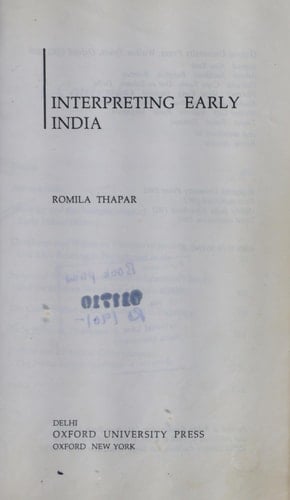 INTERPRETING EARLY
INDIA
ROMILA THAPAR
DELHI
OXFORD UNIVERSITY PRESS
OXFORD NEW YORK